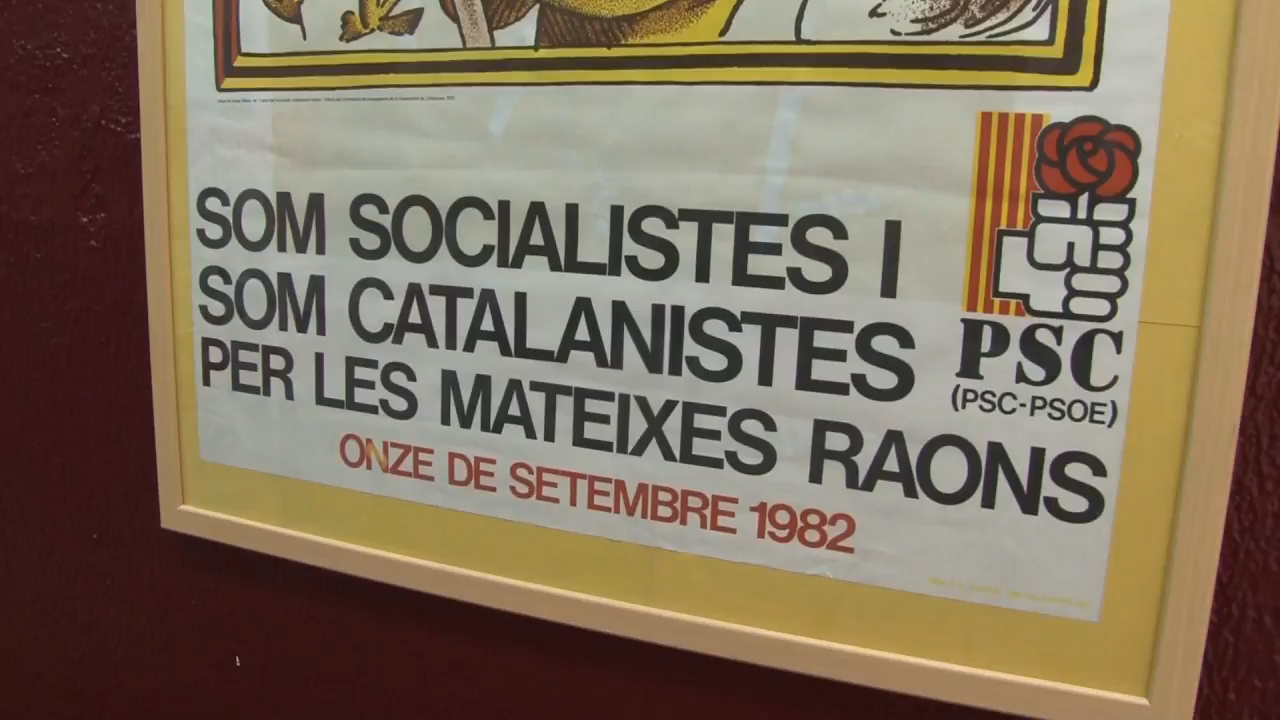 SOM SOCIALISTES I
SOM CATALANISTES
PER LES MATEIXES RAONS
ONZE DE SETEMBRE 1982
PSC
(PSC-PSOE)